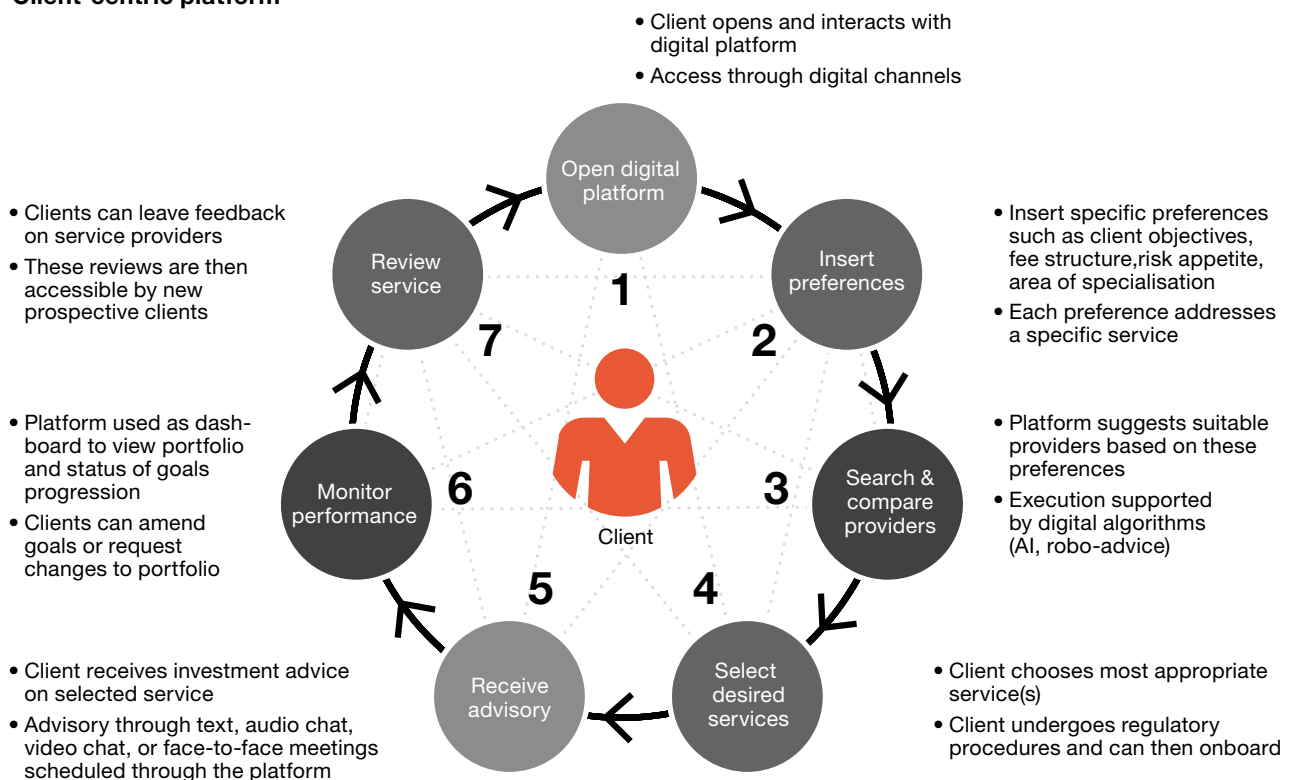 Client-centric platform
• Client opens and interacts with
digital platform
• Access through digital channels
Open digital
platform
1
• Insert specific preferences
such as client objectives,
fee structure,risk appetite,
area of specialisation
• Each preference addresses
a specific service
Insert
preferences
2
• Platform suggests suitable
providers based on these
preferences
• Execution supported
by digital algorithms
(AI, robo-advice)
Search &
compare
providers
3
• Client chooses most appropriate
service(s)
• Client undergoes regulatory
procedures and can then onboard
Select
desired
services
4
• Client receives investment advice
on selected service
• Advisory through text, audio chat,
video chat, or face-to-face meetings
scheduled through the platform
Receive
advisory
5
• Platform used as dash-
board to view portfolio
and status of goals
progression
• Clients can amend
goals or request
changes to portfolio
Monitor
performance
6
• Clients can leave feedback
on service providers
• These reviews are then
accessible by new
prospective clients
Review
service
7
Client